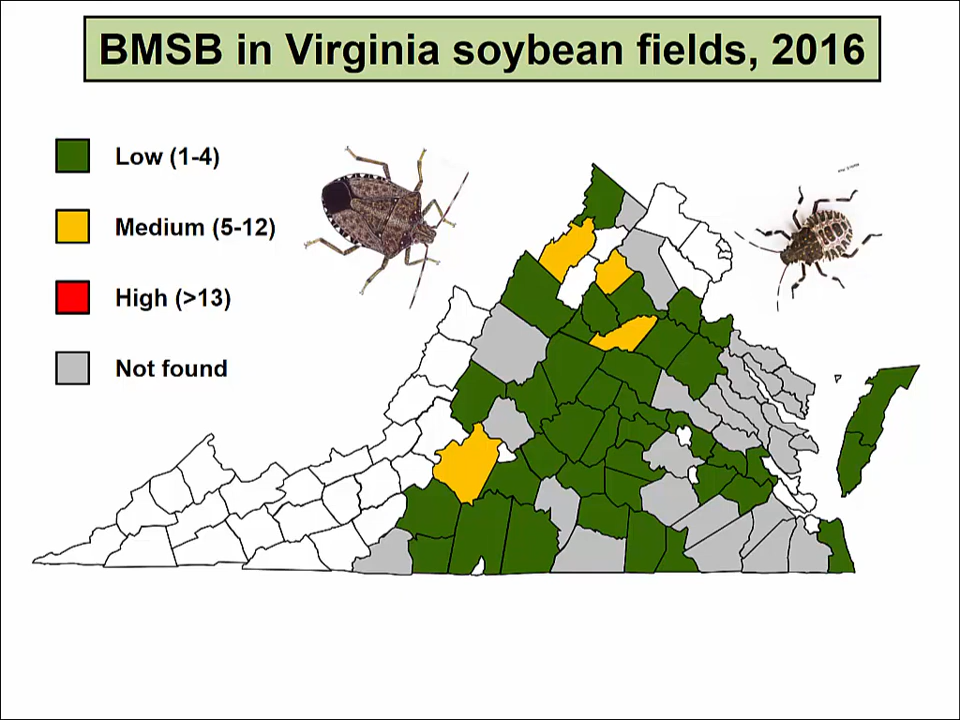 BMSB in Virginia soybean fields, 2016
Low (1-4)
Medium (5-12)
High (>13)
Not found